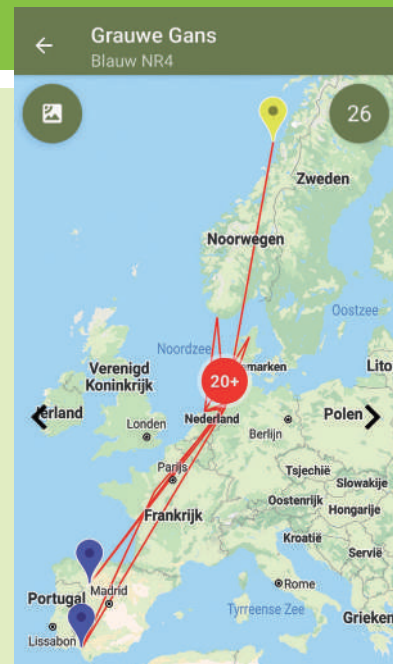 Grauwe Gans
Blauw NR4
26
Zweden
Noorwegen
Oostzee
Noordzee
marken
Verenigd
Koninkrijk
Lito
20+
erland
Londen
Nederland
Berlijn
Polen
Parijs
Tsjechië
Slowakije
Oostenrijk
Hongarije
Frankrijk
Kroatië
Servië
Portugal
Madrid
Rome
Tyrreense Zee
Grieken
Lissabon